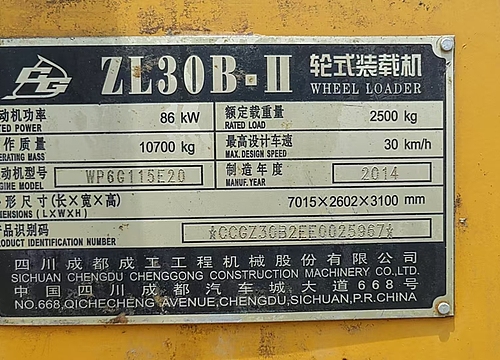 CG ZL30B-II 轮式装载机
WHEEL LOADER
动机功率 86 kW 额定载重量 2500 kg
RATED POWER RATED LOAD
作质量 10700 kg 最高设计车速 30 km/h
ERATING MASS MAX. DESIGN SPEED
动机型号 WP6G115E20 制造年度 2014
GINE MODEL MANUF. YEAR
形尺寸(长×宽×高) 7015×2602×3100 mm
MENSIONS (LXWXH)
品识别码 *CCGZ30B2EE0025967*
ODUCT IDENTIFICATION NUMBER
四川成都成工工程机械股份有限公司
SICHUAN CHENGDU CHENGGONG CONSTRUCTION MACHINERY CO.,LTD.
中国四川成都汽车城大道668号
NO.668,QICHECHENG AVENUE,CHENGDU,SICHUAN,P.R.CHINA